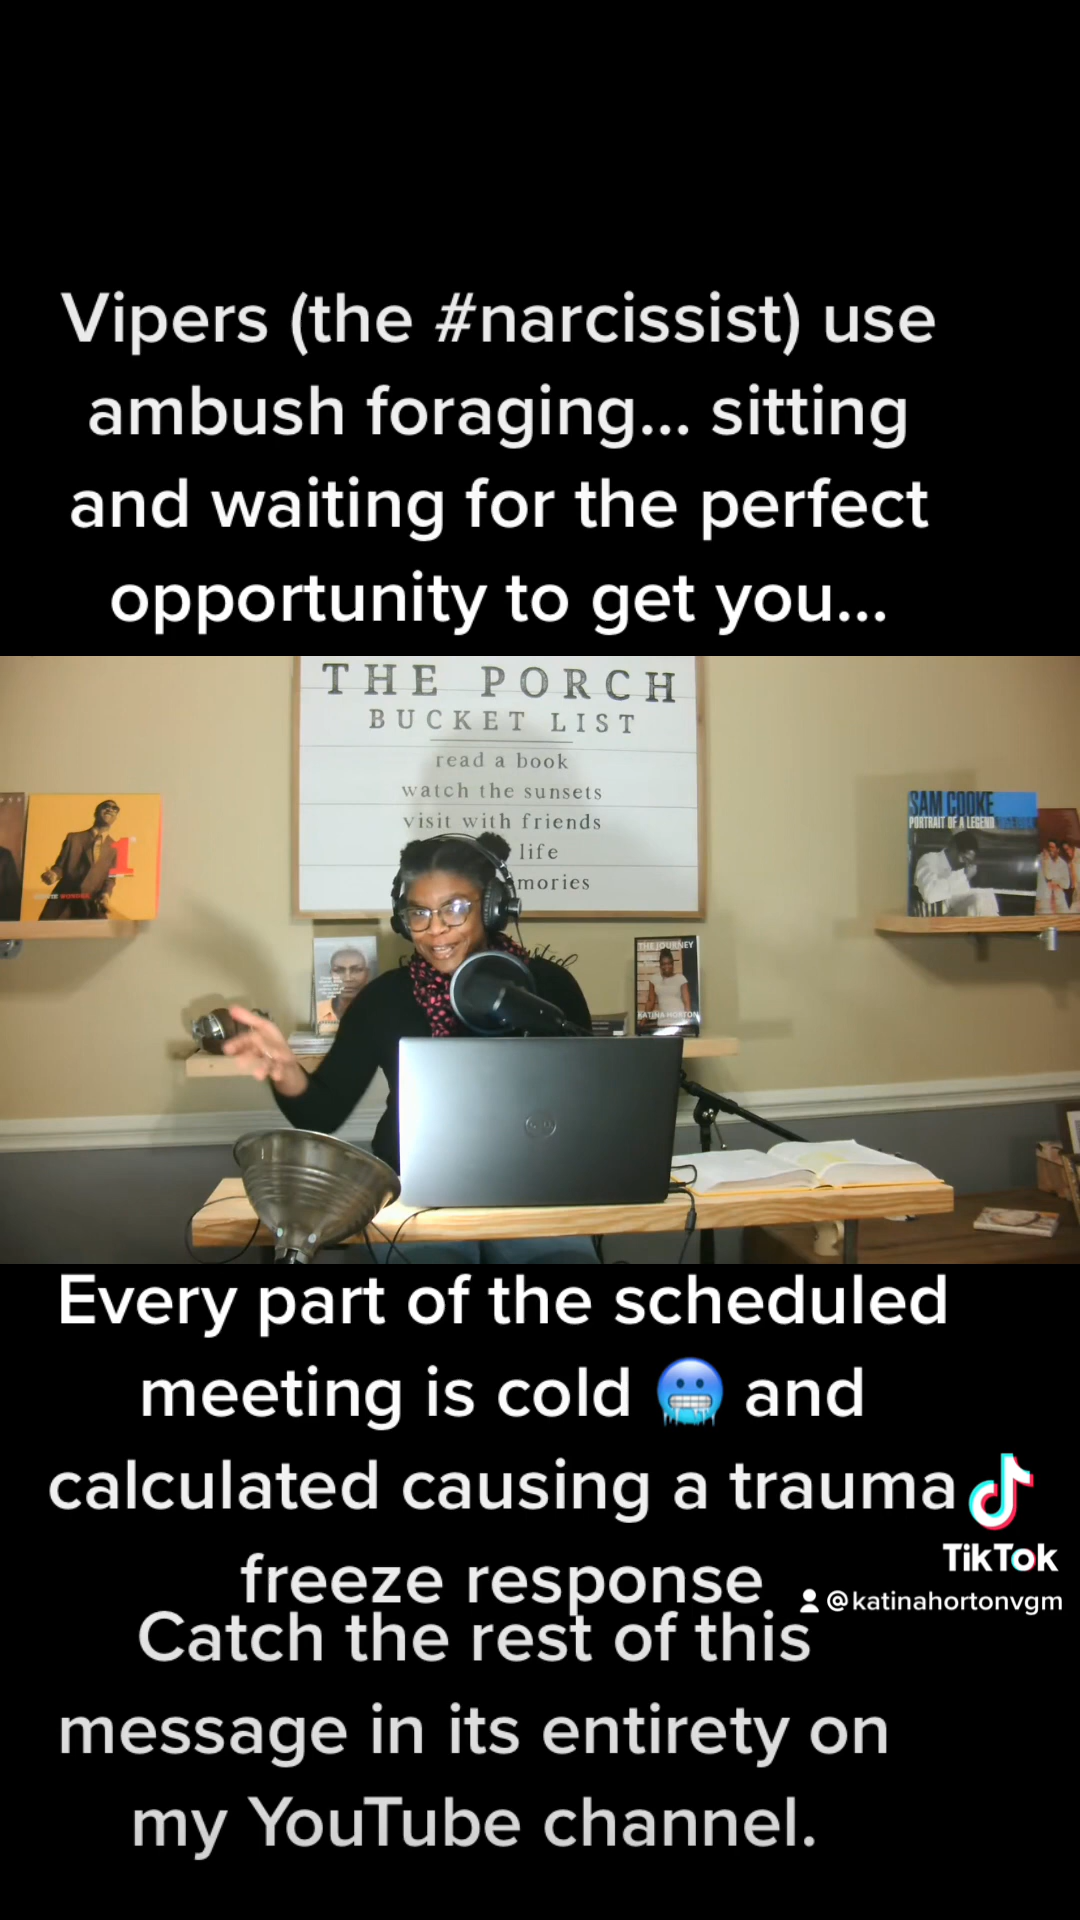 Vipers (the #narcissist) use
ambush foraging... sitting
and waiting for the perfect
opportunity to get you...
THE PORCH
BUCKET LIST
read a book
watch the sunsets
visit with friends
life
mories
1
SAM COOKE
PORTRAIT OF A LEGEND
THE JOURNEY
KATINA HORTON
Every part of the scheduled
meeting is cold 🥶 and
calculated causing a trauma
freeze response
TikTok
@katinahortonvgm
Catch the rest of this
message in its entirety on
my YouTube channel.